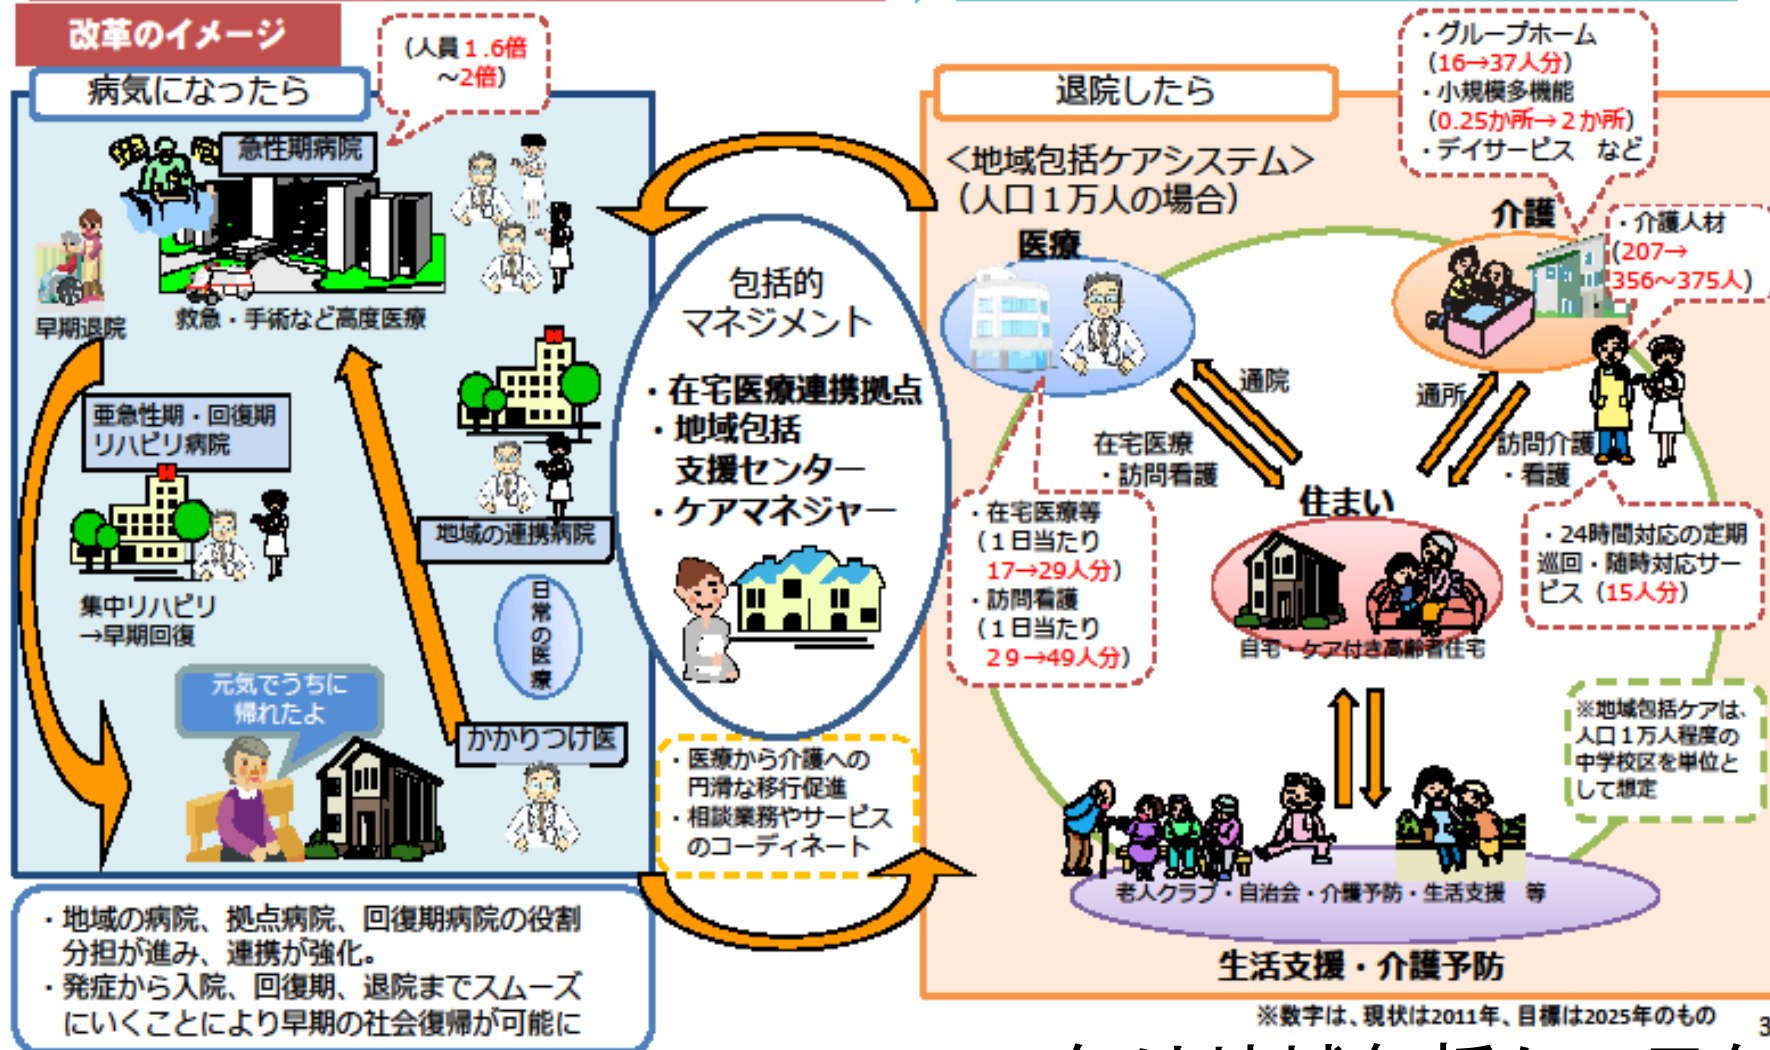 改革のイメージ
病気になったら
(人員1.6倍
～2倍)
急性期病院
早期退院
救急・手術など高度医療
亜急性期・回復期
リハビリ病院
集中リハビリ
→早期回復
地域の連携病院
日常の医療
元気でうちに
帰れたよ
かかりつけ医
・地域の病院、拠点病院、回復期病院の役割
分担が進み、連携が強化。
・発症から入院、回復期、退院までスムーズ
にいくことにより早期の社会復帰が可能に
包括的
マネジメント
・在宅医療連携拠点
・地域包括
支援センター
・ケアマネジャー
・医療から介護への
円滑な移行促進
・相談業務やサービス
のコーディネート
退院したら
＜地域包括ケアシステム＞
(人口1万人の場合)
・グループホーム
(16→37人分)
・小規模多機能
(0.25か所→2か所)
・デイサービス など
介護
・介護人材
(207→
356～375人)
医療
通院
在宅医療
・訪問看護
通所
訪問介護
・看護
・在宅医療等
(1日当たり
17→29人分)
・訪問看護
(1日当たり
29→49人分)
住まい
自宅・ケア付き高齢者住宅
・24時間対応の定期
巡回・随時対応サー
ビス(15人分)
※地域包括ケアは、
人口1万人程度の
中学校区を単位と
して想定
老人クラブ・自治会・介護予防・生活支援 等
生活支援・介護予防
※数字は、現状は2011年、目標は2025年のもの
3